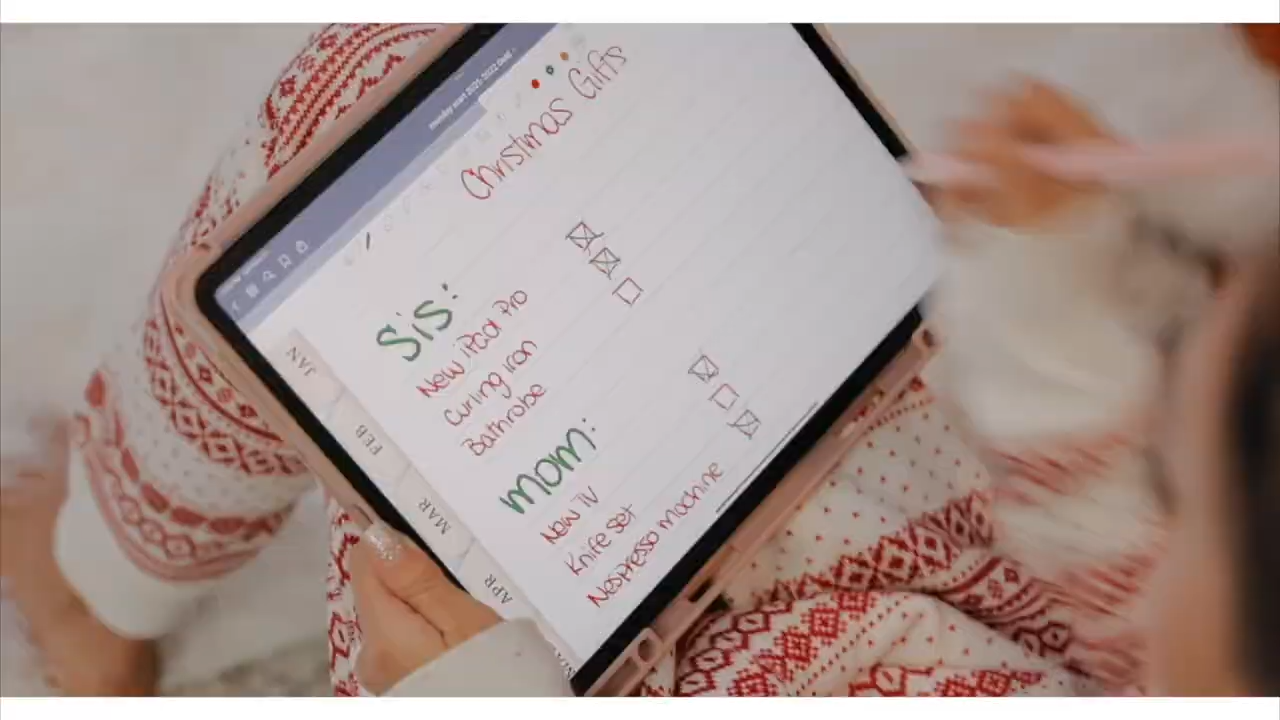 Christmas Gifts
Sis:
New iPad Pro
Curling iron
Bathrobe
Mom:
New TV
Knife set
Nespresso machine
JAN
FEB
MAR
APR